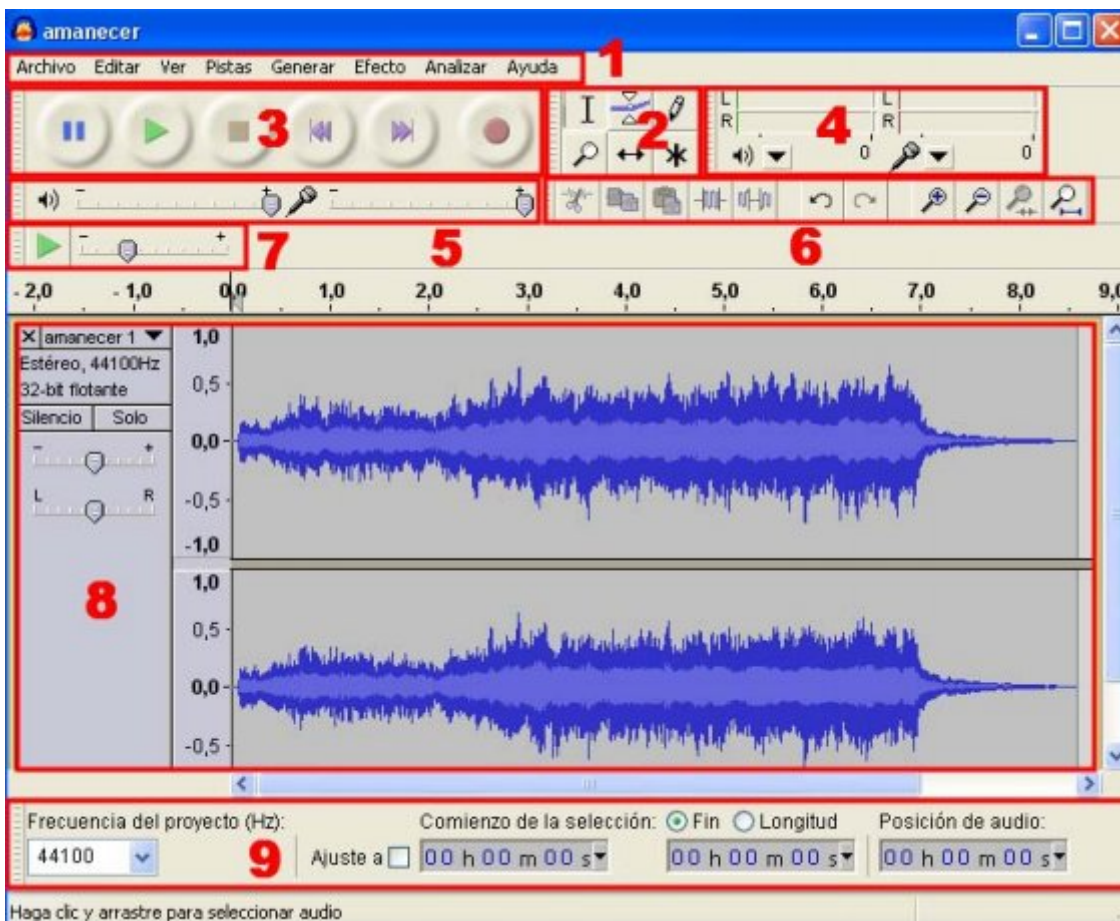 amanecer
Archivo Editar Ver Pistas Generar Efecto Analizar Ayuda
1
3
2
L
R
4
L
R
0
0
- +
- +
- +
7
5
6
- 2,0 - 1,0 0,0 1,0 2,0 3,0 4,0 5,0 6,0 7,0 8,0 9,0
amanecer 1
Estéreo, 44100Hz
32-bit flotante
Silencio Solo
- +
L R
8
1,0
0,5
0,0
-0,5
-1,0
1,0
0,5
0,0
-0,5
Frecuencia del proyecto (Hz):
44100
9
Ajuste a
Comienzo de la selección: Fin Longitud
00 h 00 m 00 s
00 h 00 m 00 s
Posición de audio:
00 h 00 m 00 s
Haga clic y arrastre para seleccionar audio